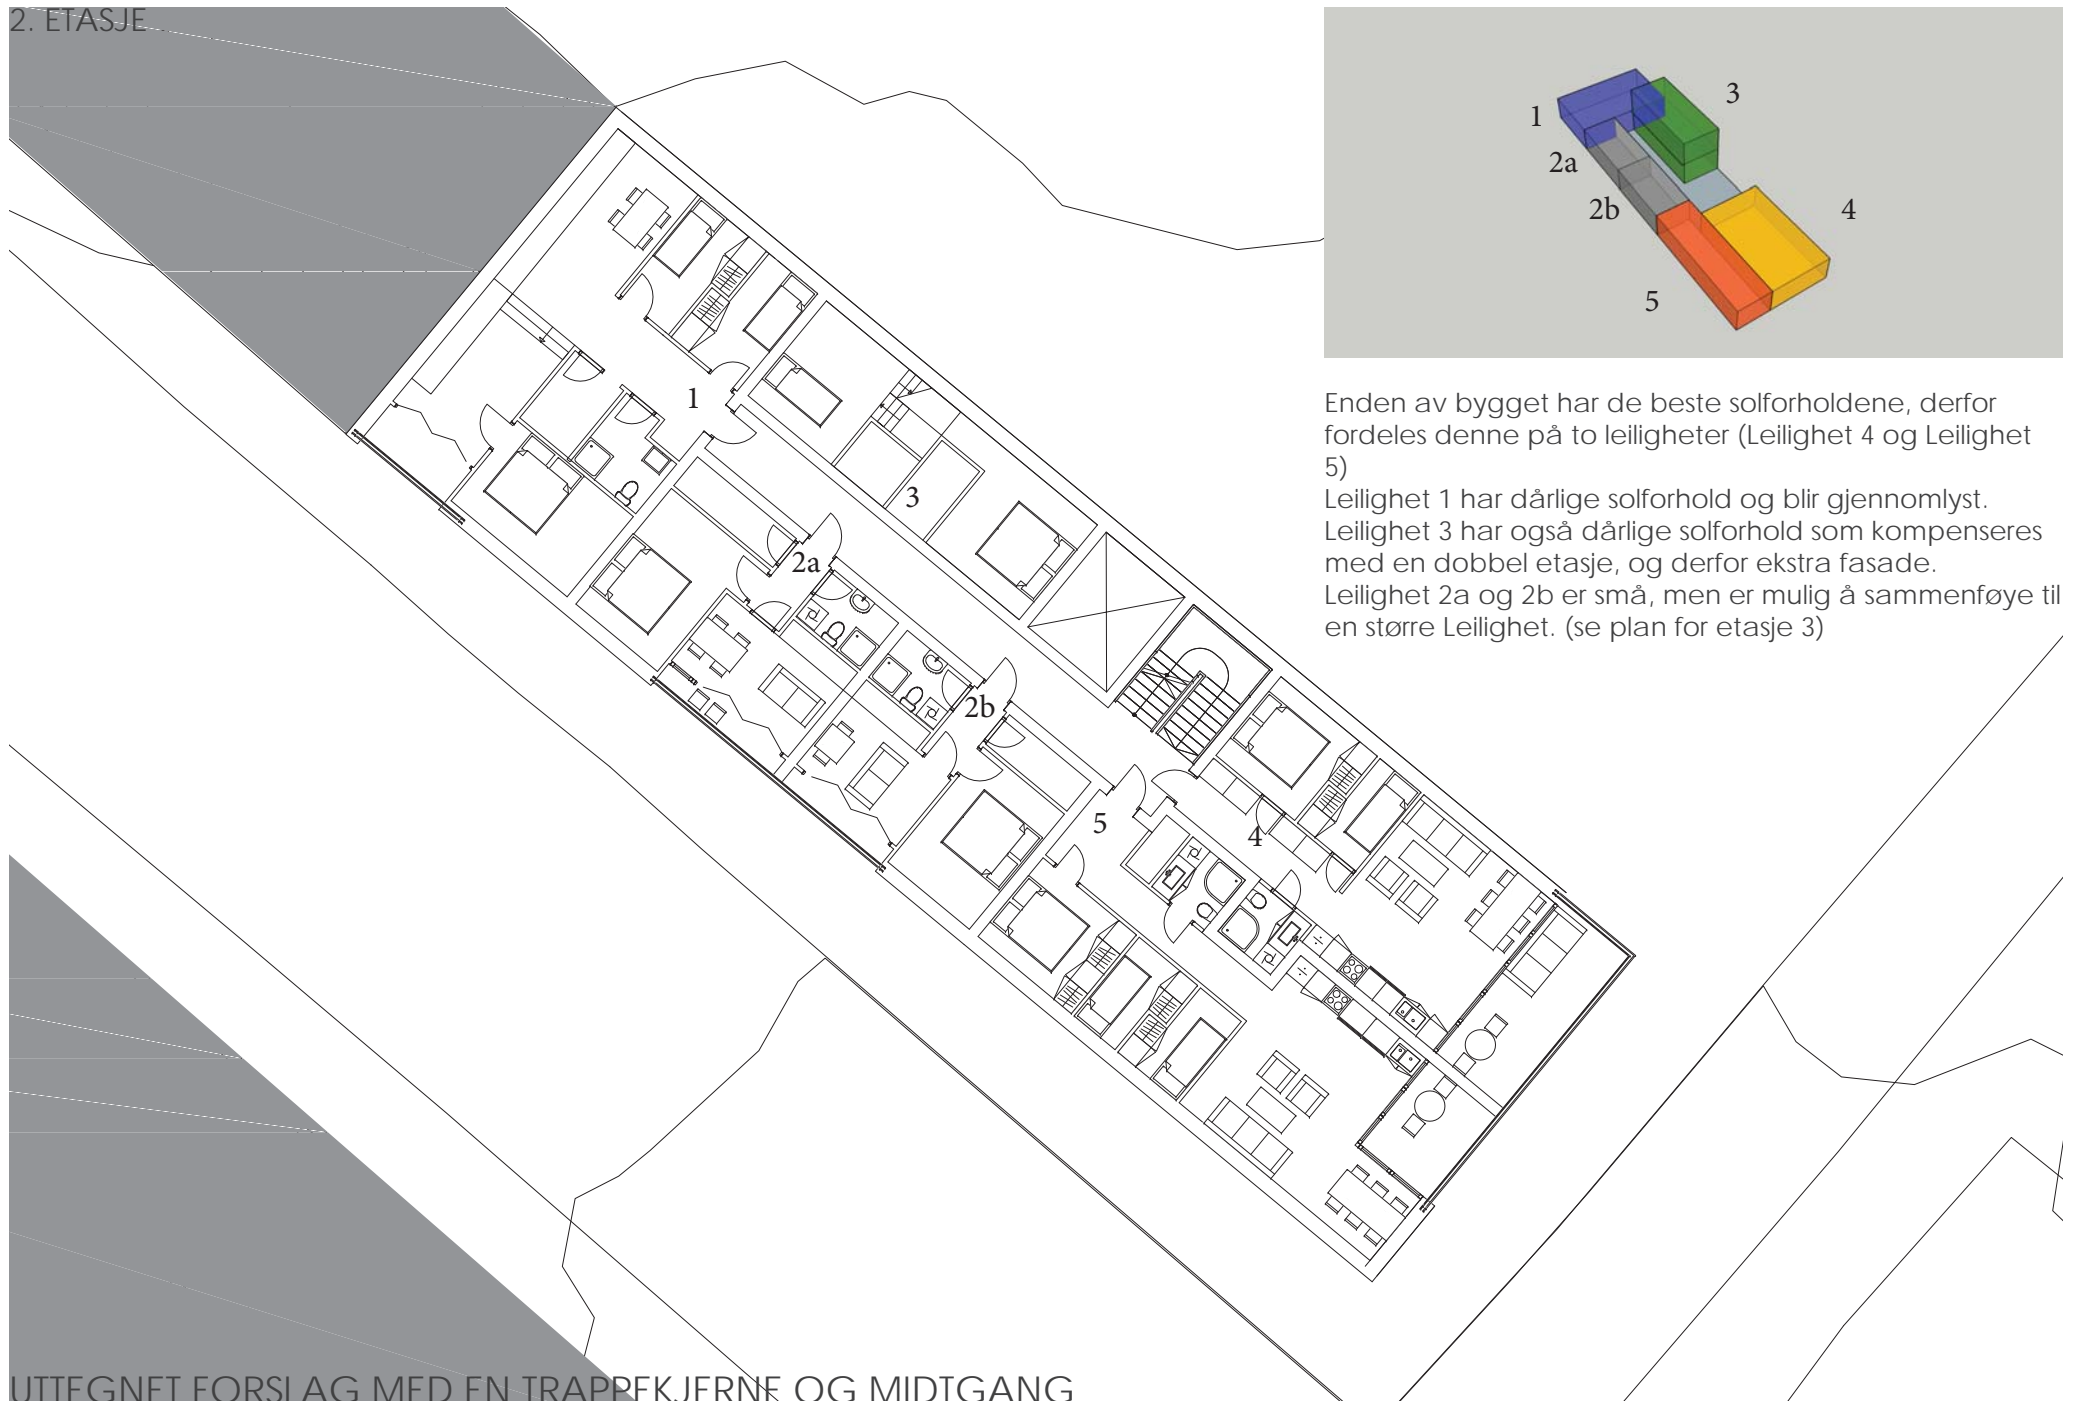 2. ETASJE
1
2a
2b
3
4
5
Enden av bygget har de beste solforholdene, derfor
fordeles denne på to leiligheter (Leilighet 4 og Leilighet
5)
Leilighet 1 har dårlige solforhold og blir gjennomlyst.
Leilighet 3 har også dårlige solforhold som kompenseres
med en dobbel etasje, og derfor ekstra fasade.
Leilighet 2a og 2b er små, men er mulig å sammenføye til
en større Leilighet. (se plan for etasje 3)
1
3
2a
2b
5
4
UTTEGNET FORSLAG MED EN TRAPPEKJERNE OG MIDTGANG